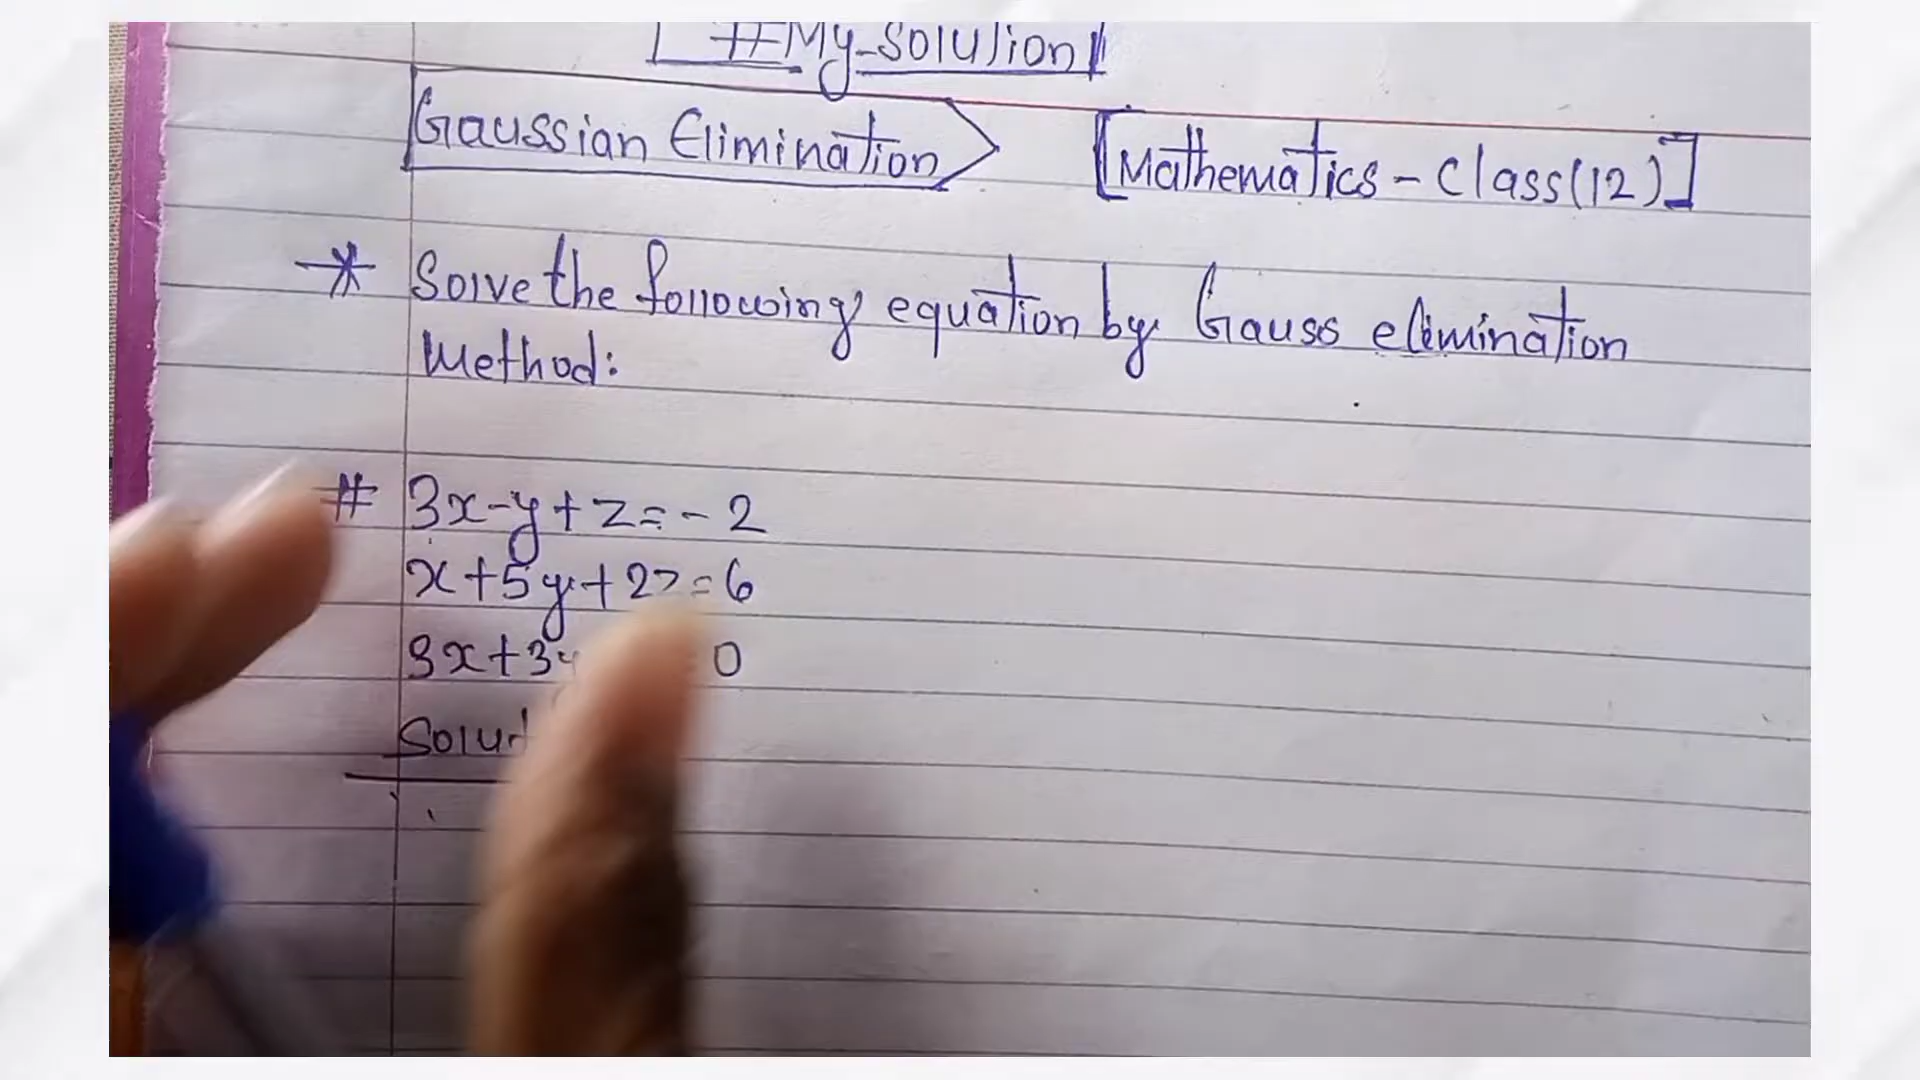 #My-Solution
Gaussian Elimination [Mathematics - Class(12)]
* Solve the following equation by Gauss elimination
Method:
# 3x-y+z=-2
x+5y+2z=6
3x+3 0